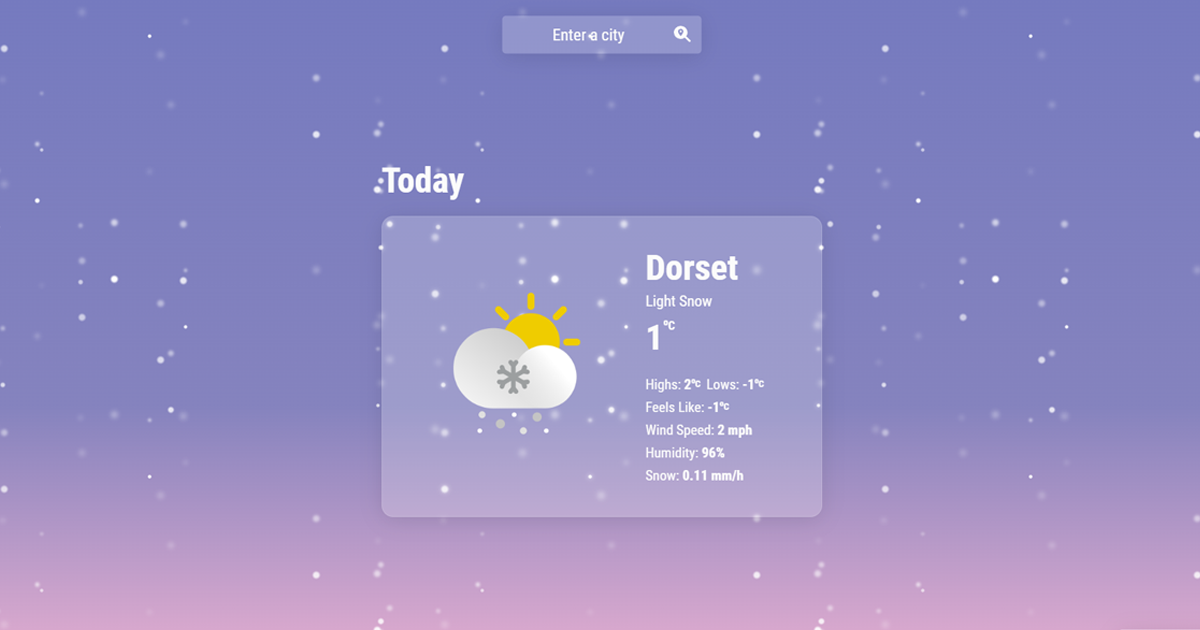 Enter a city
Today
Dorset
Light Snow
1°C
Highs: 2°C Lows: -1°C
Feels Like: -1°C
Wind Speed: 2 mph
Humidity: 96%
Snow: 0.11 mm/h